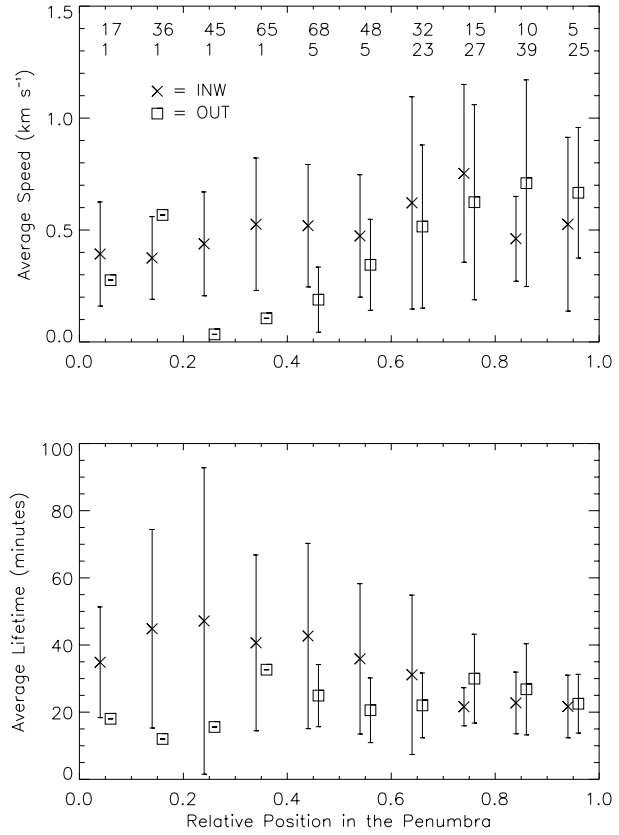 1.5
17 36 45 65 68 48 32 15 10 5
1 1 1 1 5 5 23 27 39 25
× = INW
□ = OUT
1.0
0.5
0.0
Average Speed (km s⁻¹)
0.0 0.2 0.4 0.6 0.8 1.0
100
80
60
40
20
0
Average Lifetime (minutes)
0.0 0.2 0.4 0.6 0.8 1.0
Relative Position in the Penumbra